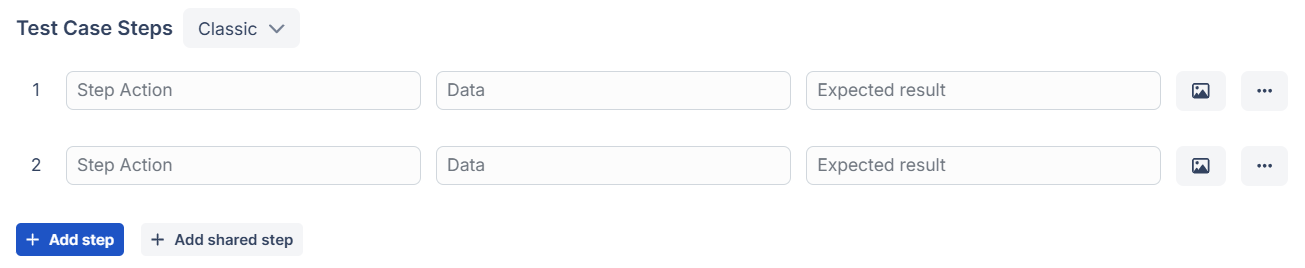 Test Case Steps Classic
1 Step Action Data Expected result
2 Step Action Data Expected result
Add step Add shared step